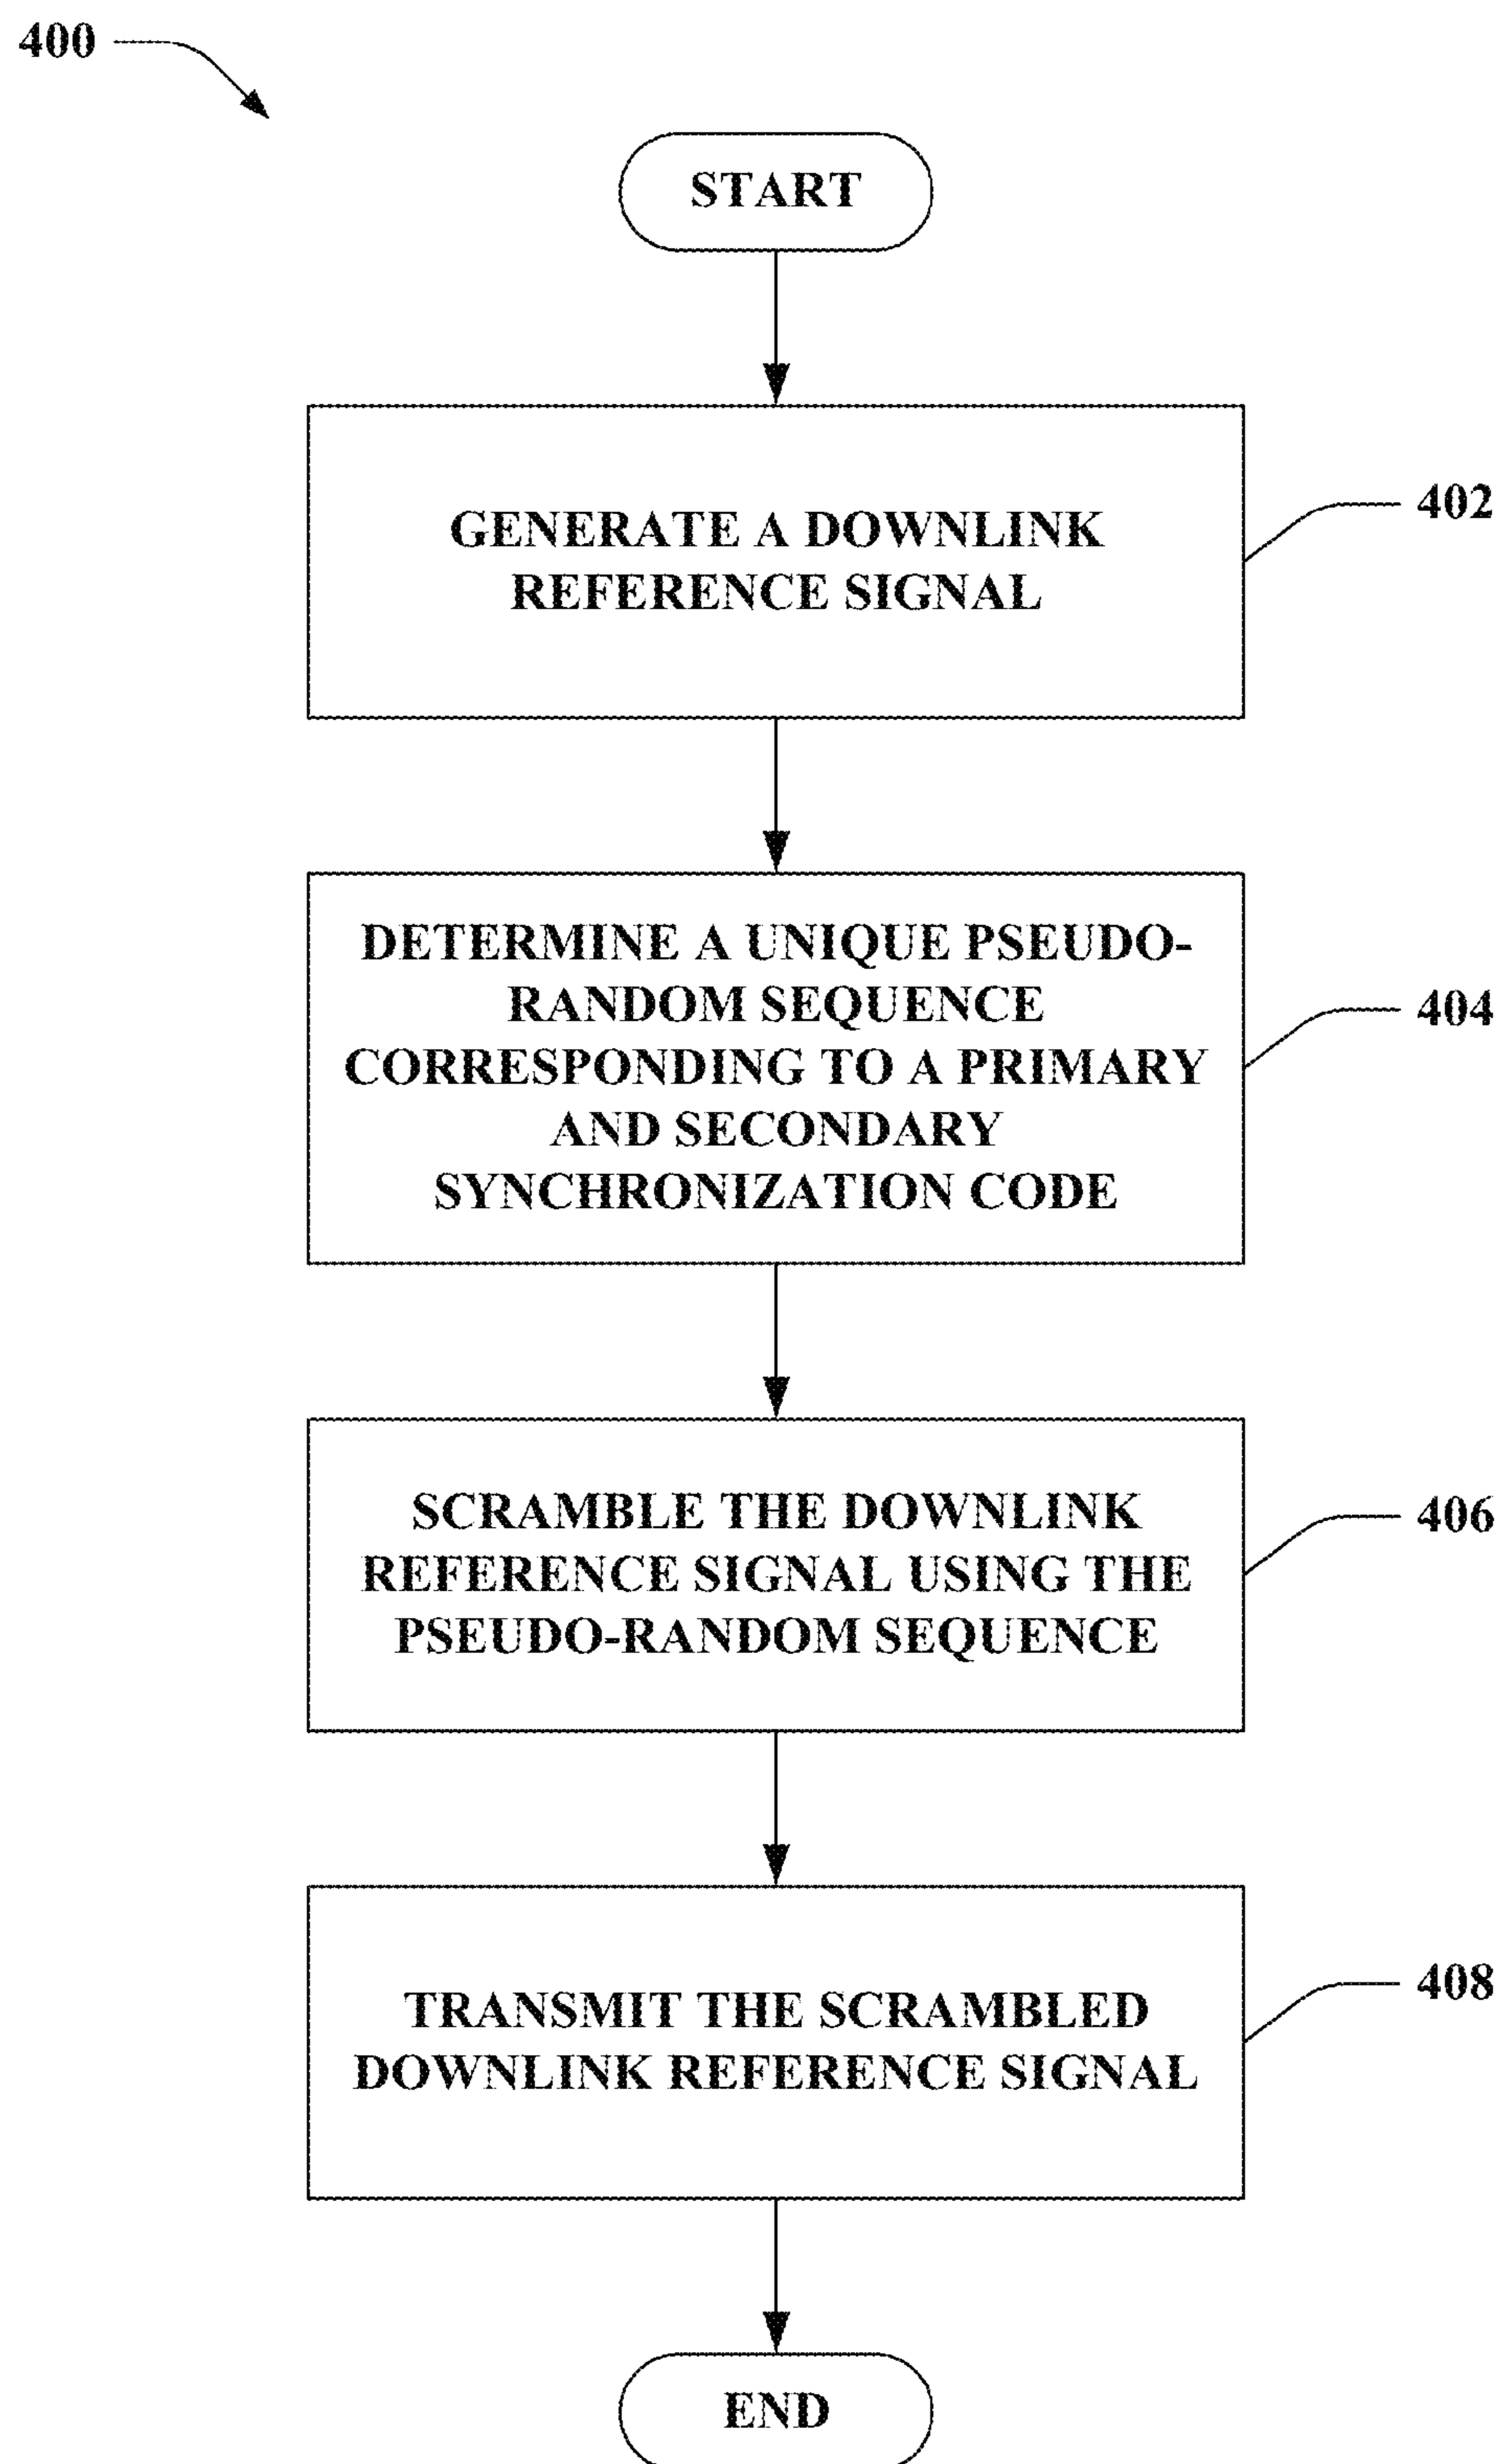 400
START
GENERATE A DOWNLINK
REFERENCE SIGNAL
402
DETERMINE A UNIQUE PSEUDO-
RANDOM SEQUENCE
CORRESPONDING TO A PRIMARY
AND SECONDARY
SYNCHRONIZATION CODE
404
SCRAMBLE THE DOWNLINK
REFERENCE SIGNAL USING THE
PSEUDO-RANDOM SEQUENCE
406
TRANSMIT THE SCRAMBLED
DOWNLINK REFERENCE SIGNAL
408
END